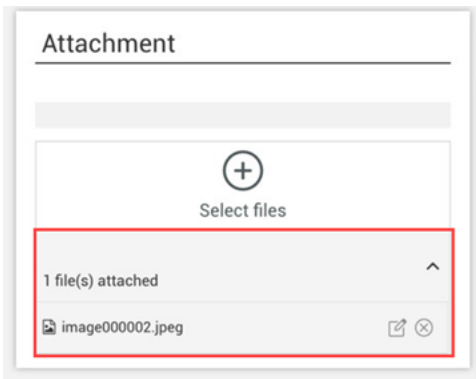 Attachment
Select files
1 file(s) attached
image000002.jpeg